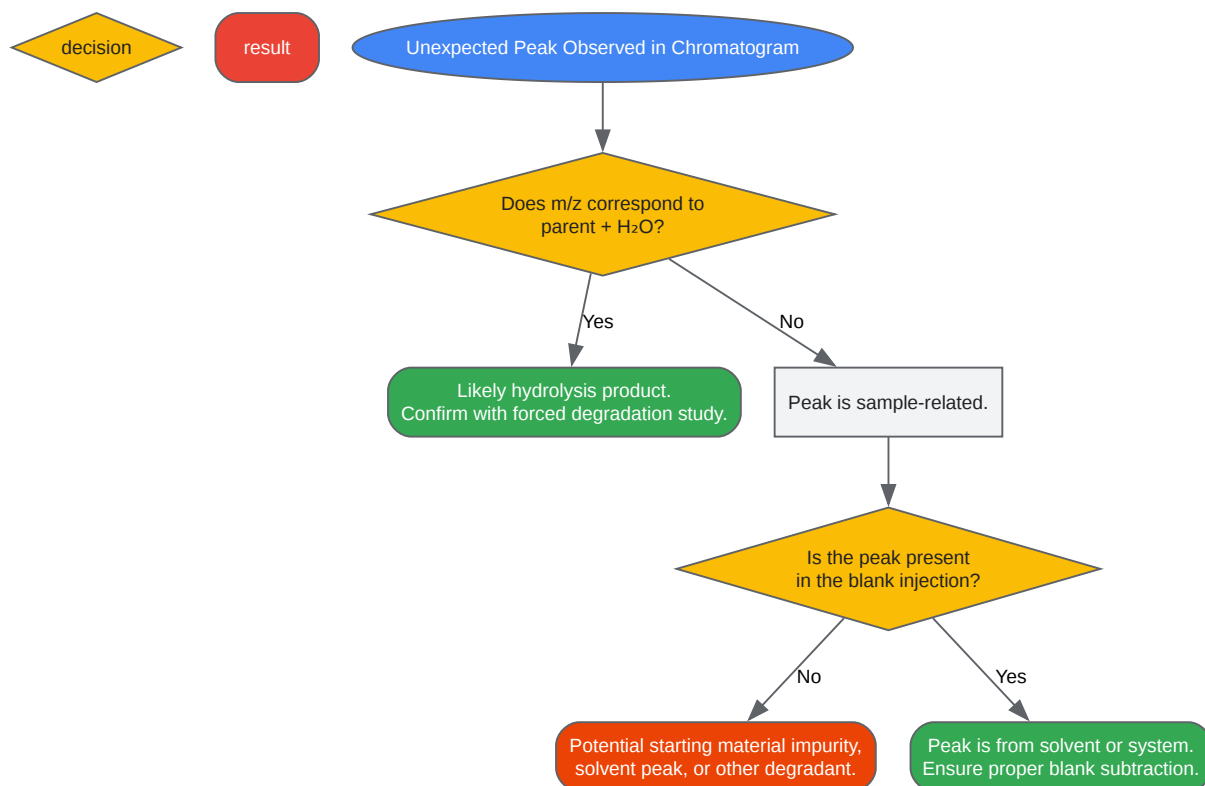 decision
result
Unexpected Peak Observed in Chromatogram
Does m/z correspond to
parent + H₂O?
Yes
No
Likely hydrolysis product.
Confirm with forced degradation study.
Peak is sample-related.
Is the peak present
in the blank injection?
No
Yes
Potential starting material impurity,
solvent peak, or other degradant.
Peak is from solvent or system.
Ensure proper blank subtraction.